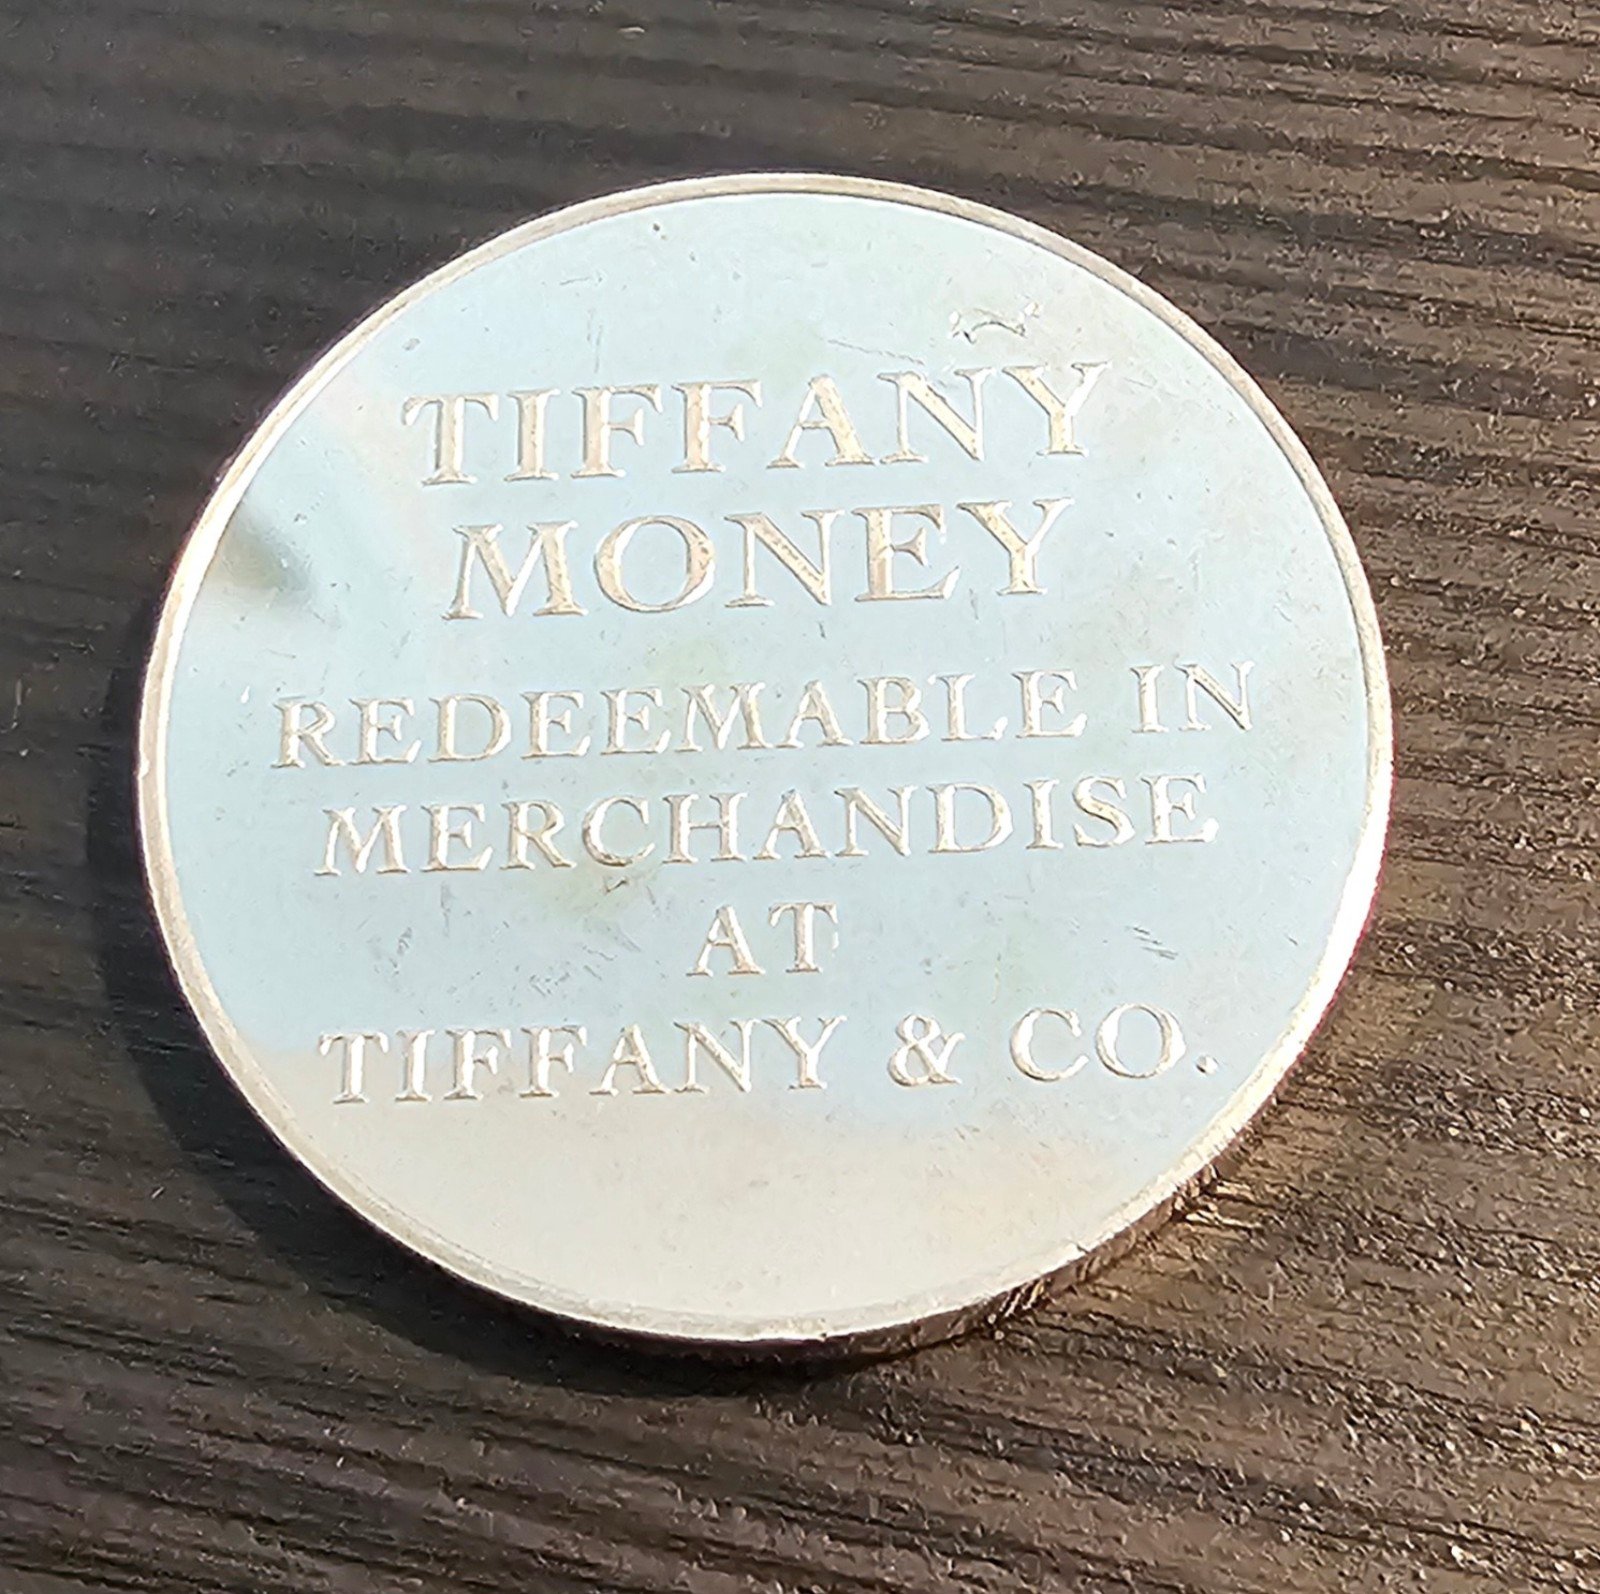 TIFFANY
MONEY
REDEEMABLE IN
MERCHANDISE
AT
TIFFANY & CO.